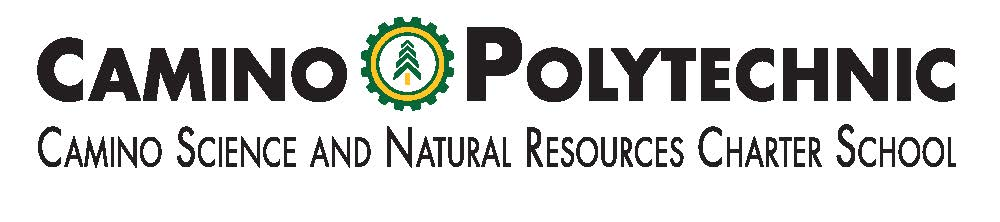 CAMINO POLYTECHNIC
CAMINO SCIENCE AND NATURAL RESOURCES CHARTER SCHOOL